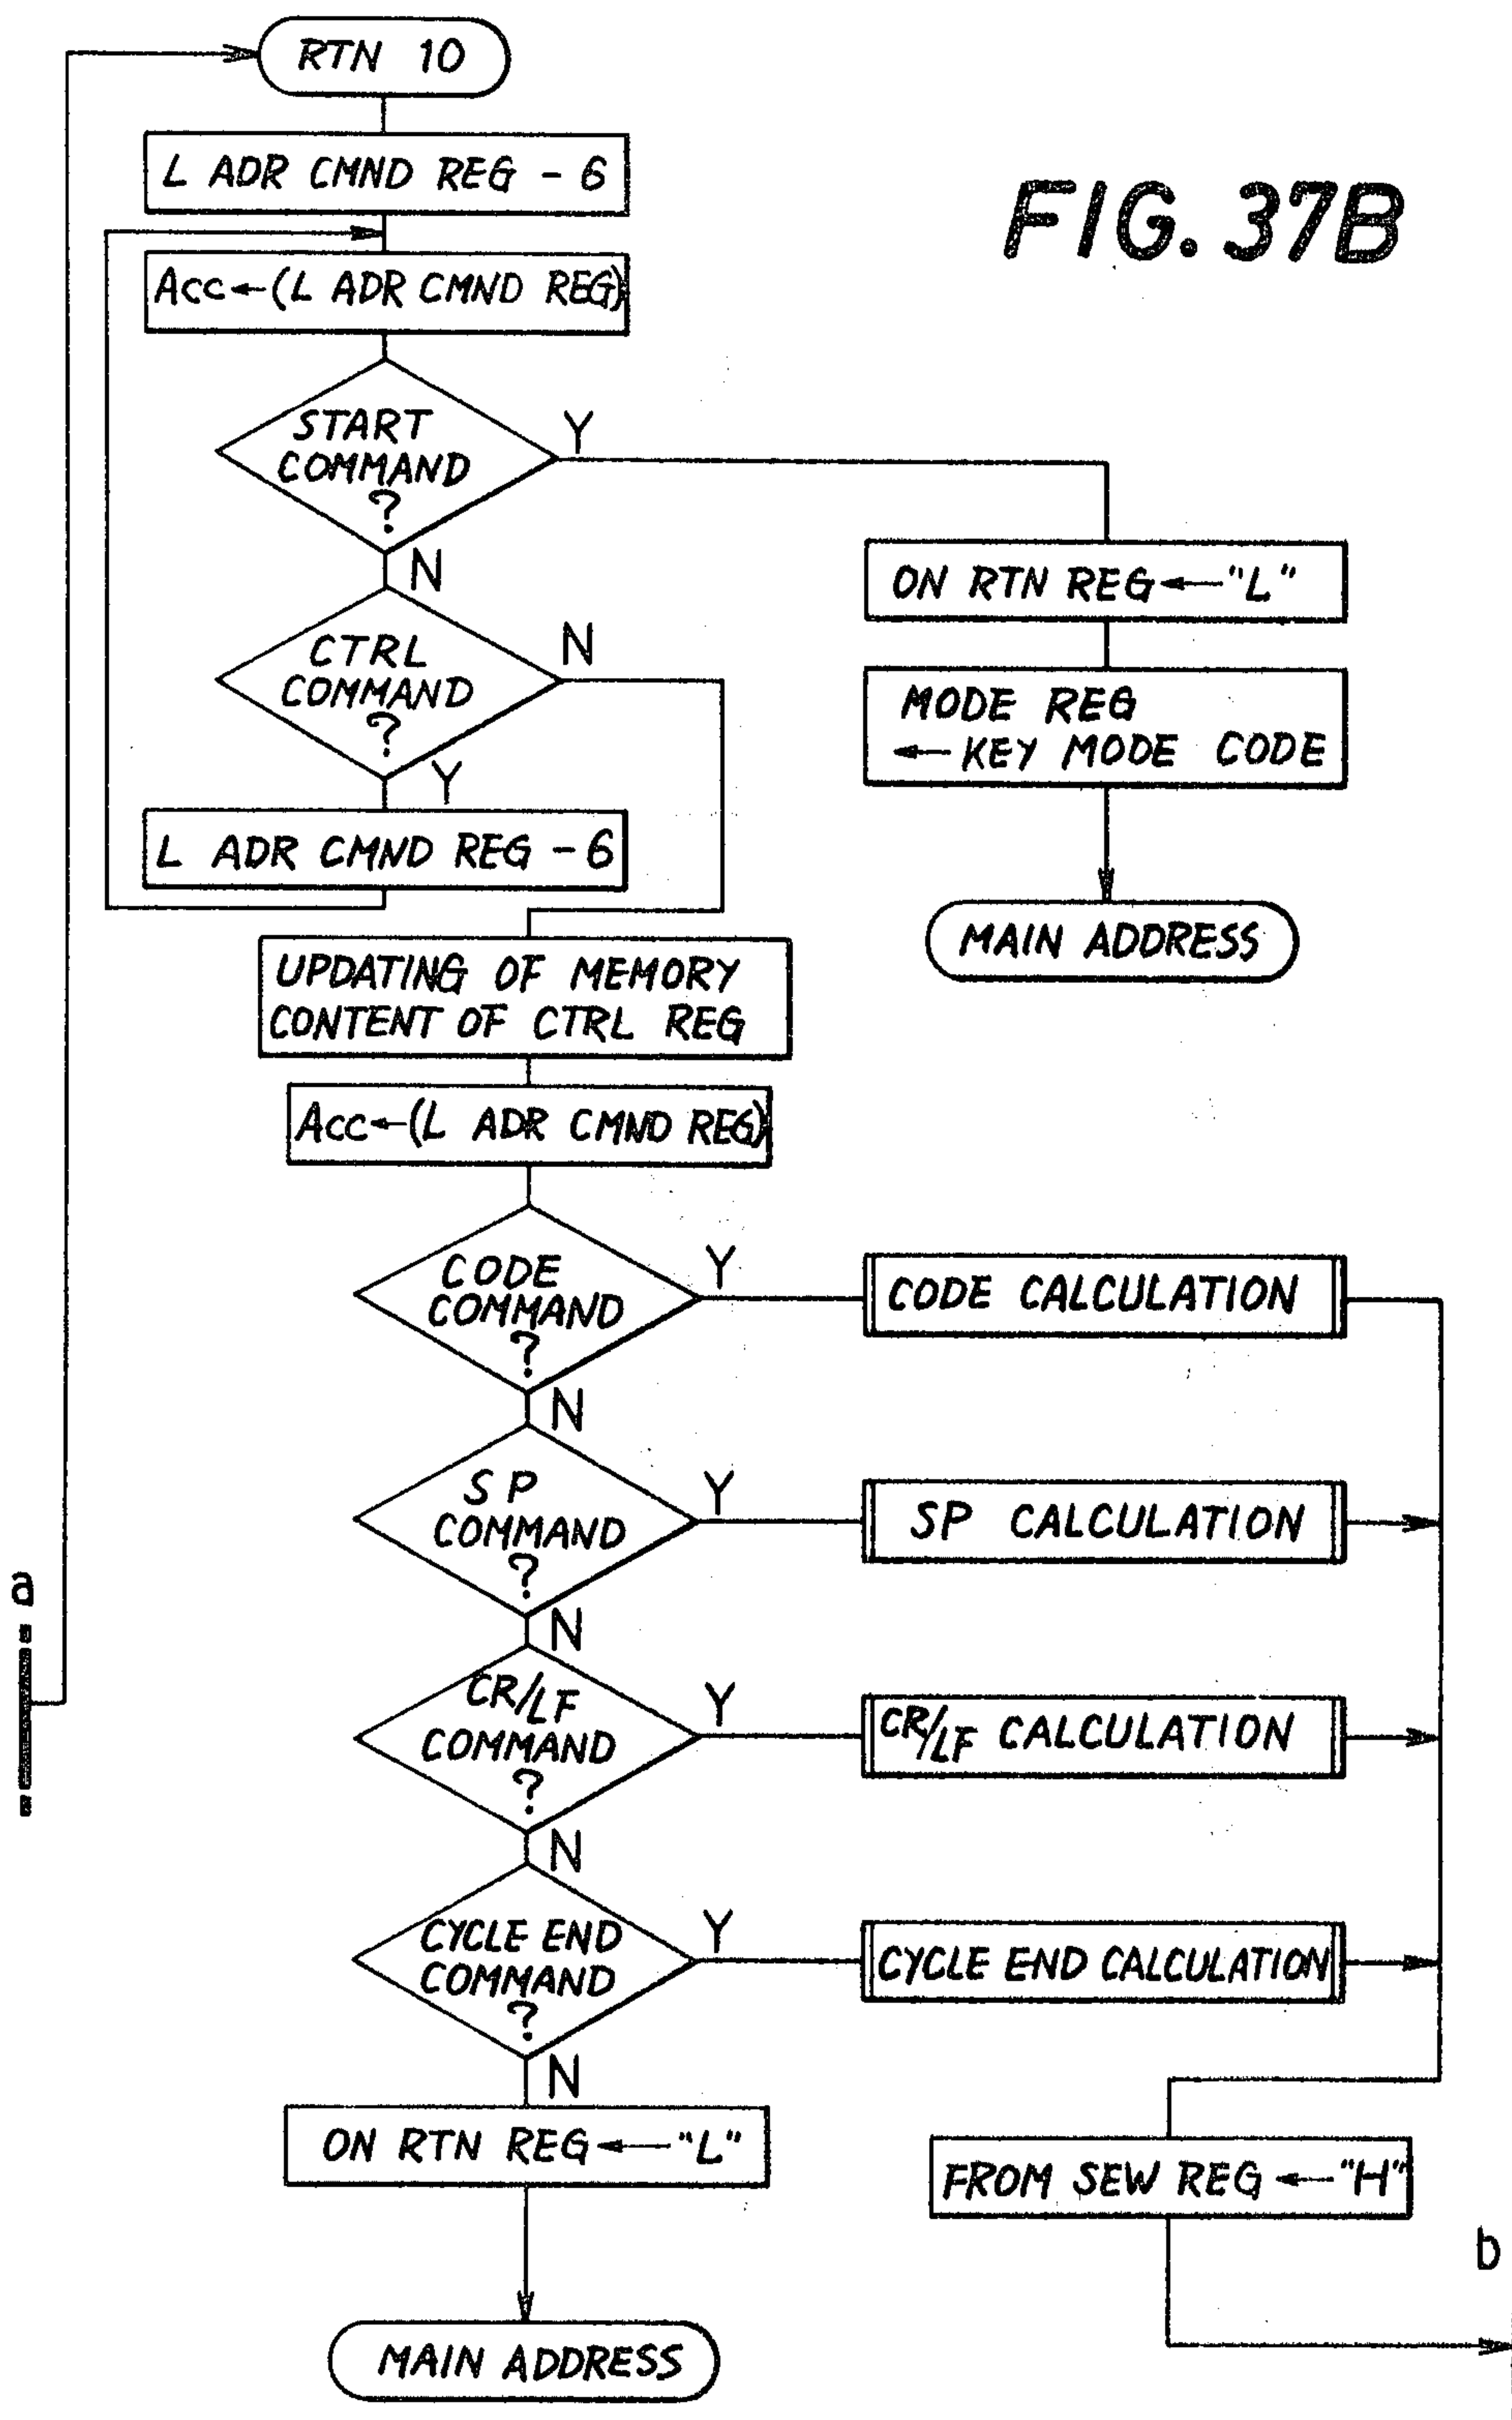 RTN 10
L ADR CMND REG - 6
FIG. 37B
Acc←(L ADR CMND REG)
START
COMMAND
?
Y
N
ON RTN REG ← "L"
CTRL
COMMAND
?
N
Y
MODE REG
← KEY MODE CODE
L ADR CMND REG - 6
MAIN ADDRESS
UPDATING OF MEMORY
CONTENT OF CTRL REG
Acc←(L ADR CMND REG)
CODE
COMMAND
?
Y
CODE CALCULATION
N
SP
COMMAND
?
Y
SP CALCULATION
a
N
CR/LF
COMMAND
?
Y
CR/LF CALCULATION
N
CYCLE END
COMMAND
?
Y
CYCLE END CALCULATION
N
ON RTN REG ← "L"
FROM SEW REG ← "H"
b
MAIN ADDRESS